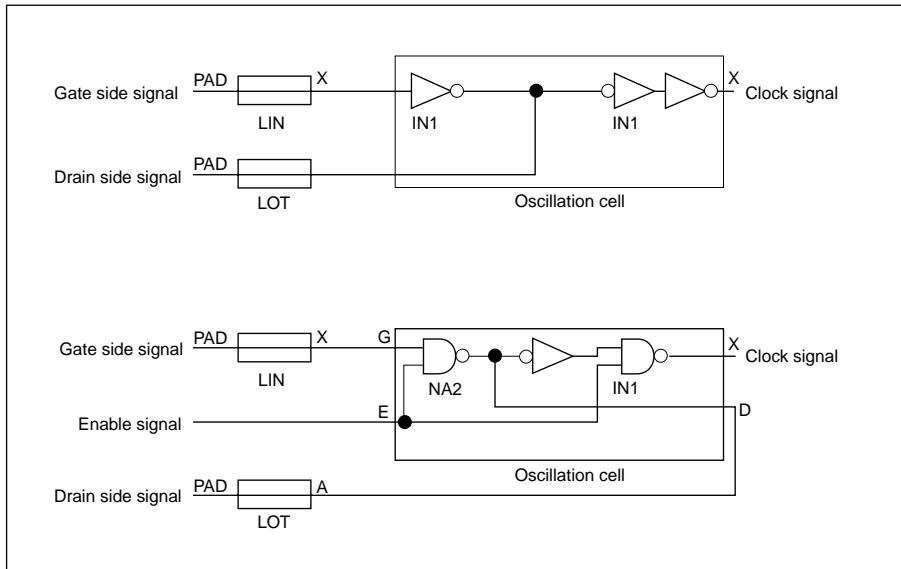 PAD X X
Gate side signal Clock signal
LIN IN1 IN1
PAD
Drain side signal
LOT Oscillation cell
PAD X G X
Gate side signal Clock signal
LIN NA2 IN1
E D
Enable signal
Oscillation cell
PAD A
Drain side signal
LOT